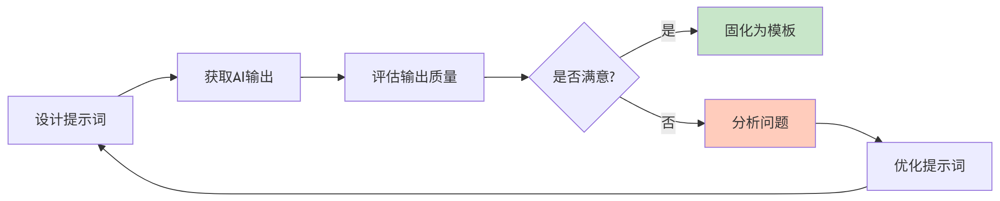 设计提示词
获取AI输出
评估输出质量
是否满意?
是
固化为模板
否
分析问题
优化提示词